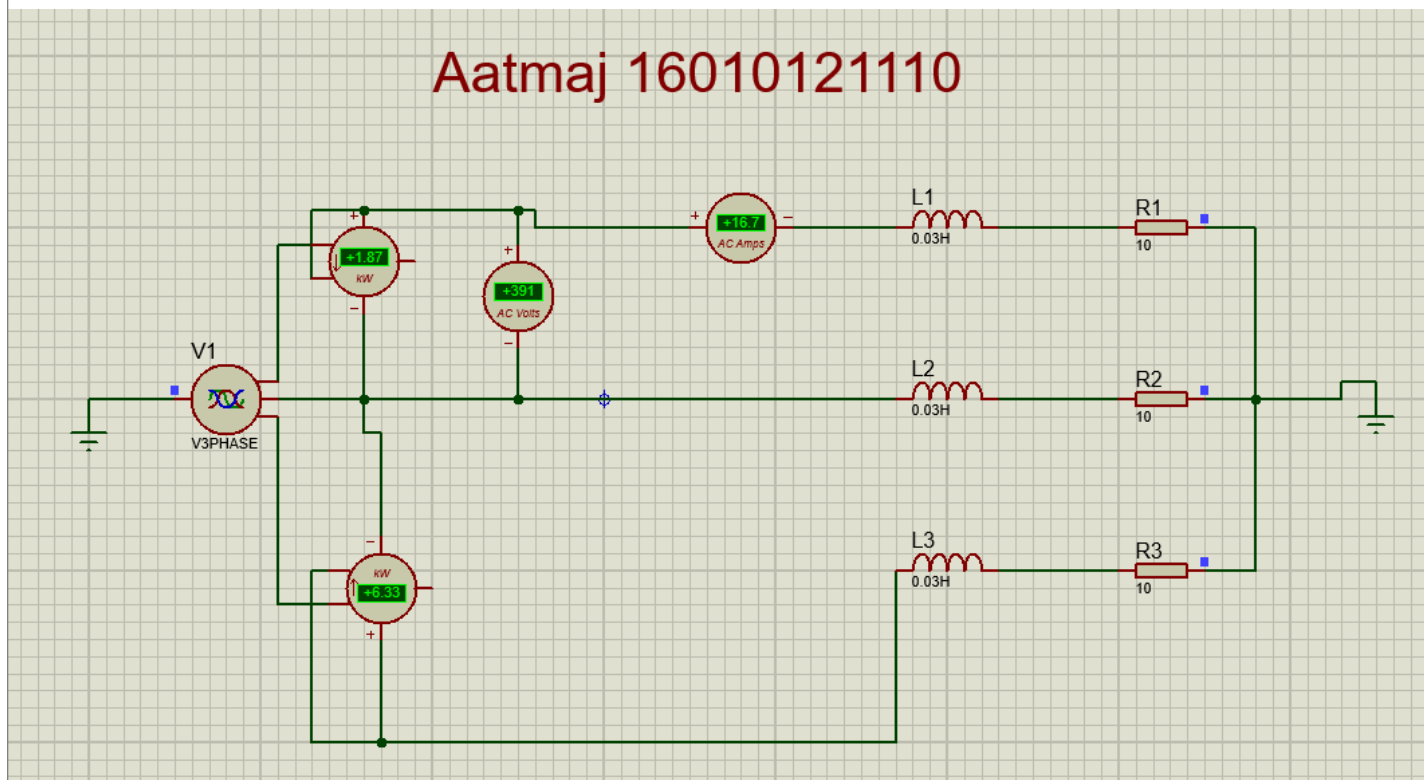 Aatmaj 16010121110
+
+1.87
kW
−
+
+391
AC Volts
−
+
+16.7
AC Amps
−
L1
0.03H
R1
10
V1
V3PHASE
L2
0.03H
R2
10
−
kW
+6.33
+
L3
0.03H
R3
10